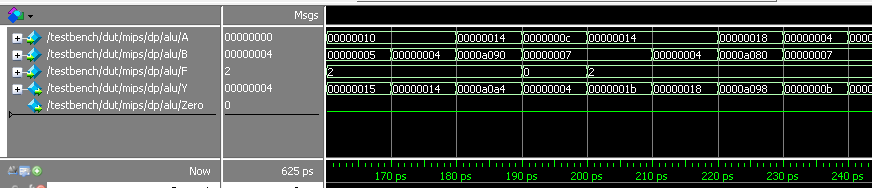 Msgs
/testbench/dut/mips/dp/alu/A 00000000 00000010 00000014 0000000c 00000014 00000018 00000004 0000
/testbench/dut/mips/dp/alu/B 00000004 00000005 00000004 0000a090 00000007 00000004 0000a080 00000007
/testbench/dut/mips/dp/alu/F 2 2 0 2
/testbench/dut/mips/dp/alu/Y 00000004 00000015 00000014 0000a0a4 00000004 0000001b 00000018 0000a098 0000000b
/testbench/dut/mips/dp/alu/Zero 0
Now 625 ps 170 ps 180 ps 190 ps 200 ps 210 ps 220 ps 230 ps 240 ps